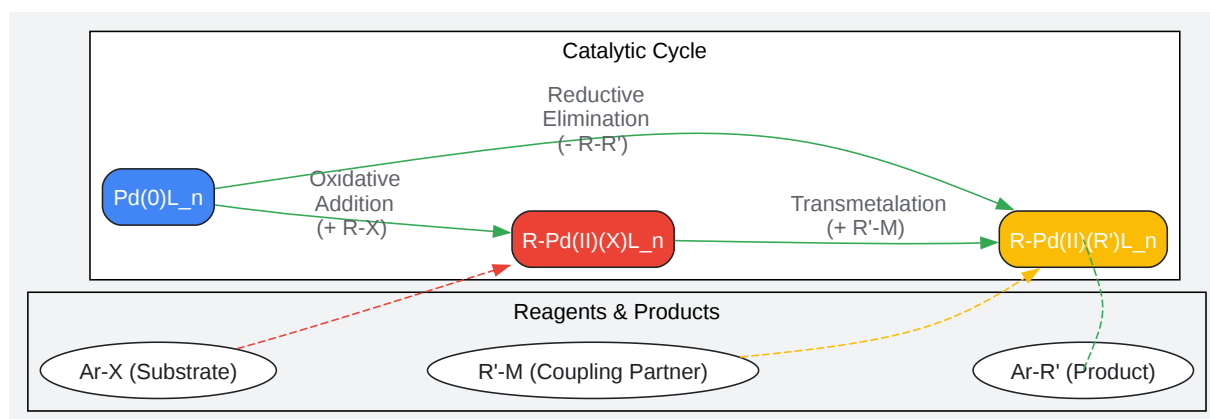 Catalytic Cycle
Reductive
Elimination
(- R-R')
Pd(0)L_n
Oxidative
Addition
(+ R-X)
R-Pd(II)(X)L_n
Transmetalation
(+ R'-M)
R-Pd(II)(R')L_n
Reagents & Products
Ar-X (Substrate)
R'-M (Coupling Partner)
Ar-R' (Product)